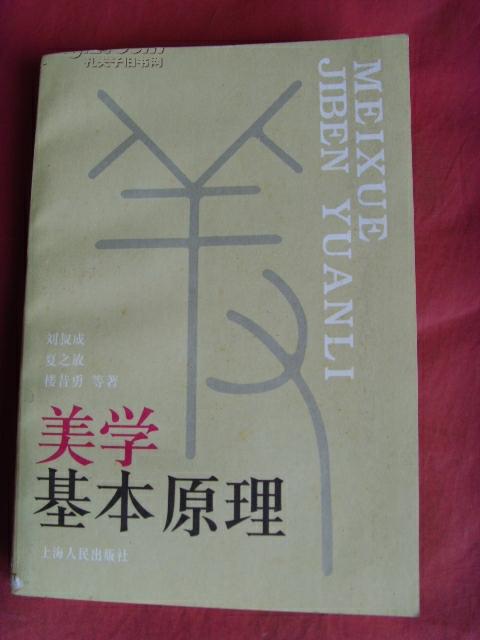 孔夫子旧书网
MEIXUE
JIBEN YUANLI
刘叔成
夏之放
楼昔勇 等著
美学
基本原理
上海人民出版社